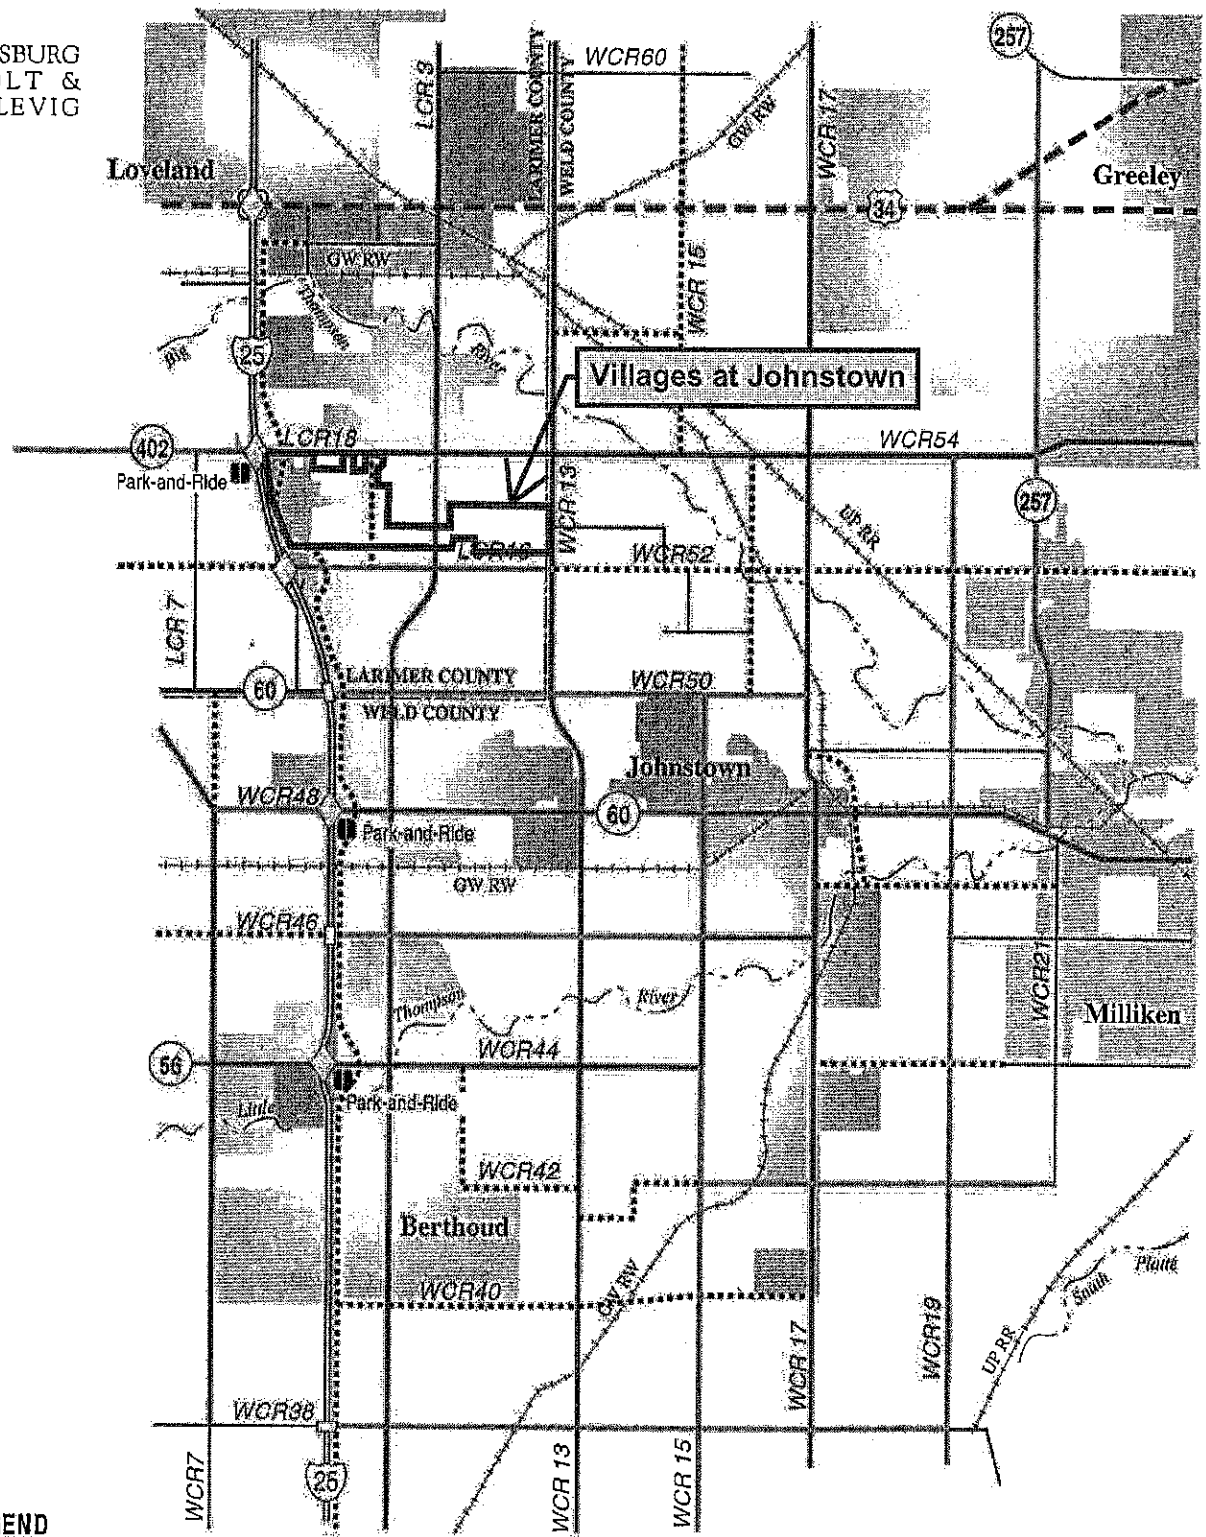 SBURG
LT &
LEVIG
257
WCR60
LCR 3
LARIMER COUNTY
WELD COUNTY
GW RW
WCR 17
Loveland
Greeley
34
GW RW
WCR 15
Thompson
Big
River
25
Villages at Johnstown
LCR18
WCR54
402
Park-and-Ride
257
WCR 13
UP RR
LCR16
WCR52
LCR 7
LARIMER COUNTY
60
WCR50
WELD COUNTY
Johnstown
WCR48
60
Park-and-Ride
GW RW
WCR46
WCR21
Thompson
River
Milliken
WCR44
56
Park-and-Ride
Little
WCR42
Berthoud
Platte
South
WCR40
GW RW
WCR19
UP RR
WCR 17
WCR38
25
WCR7
WCR 13
WCR 15
END